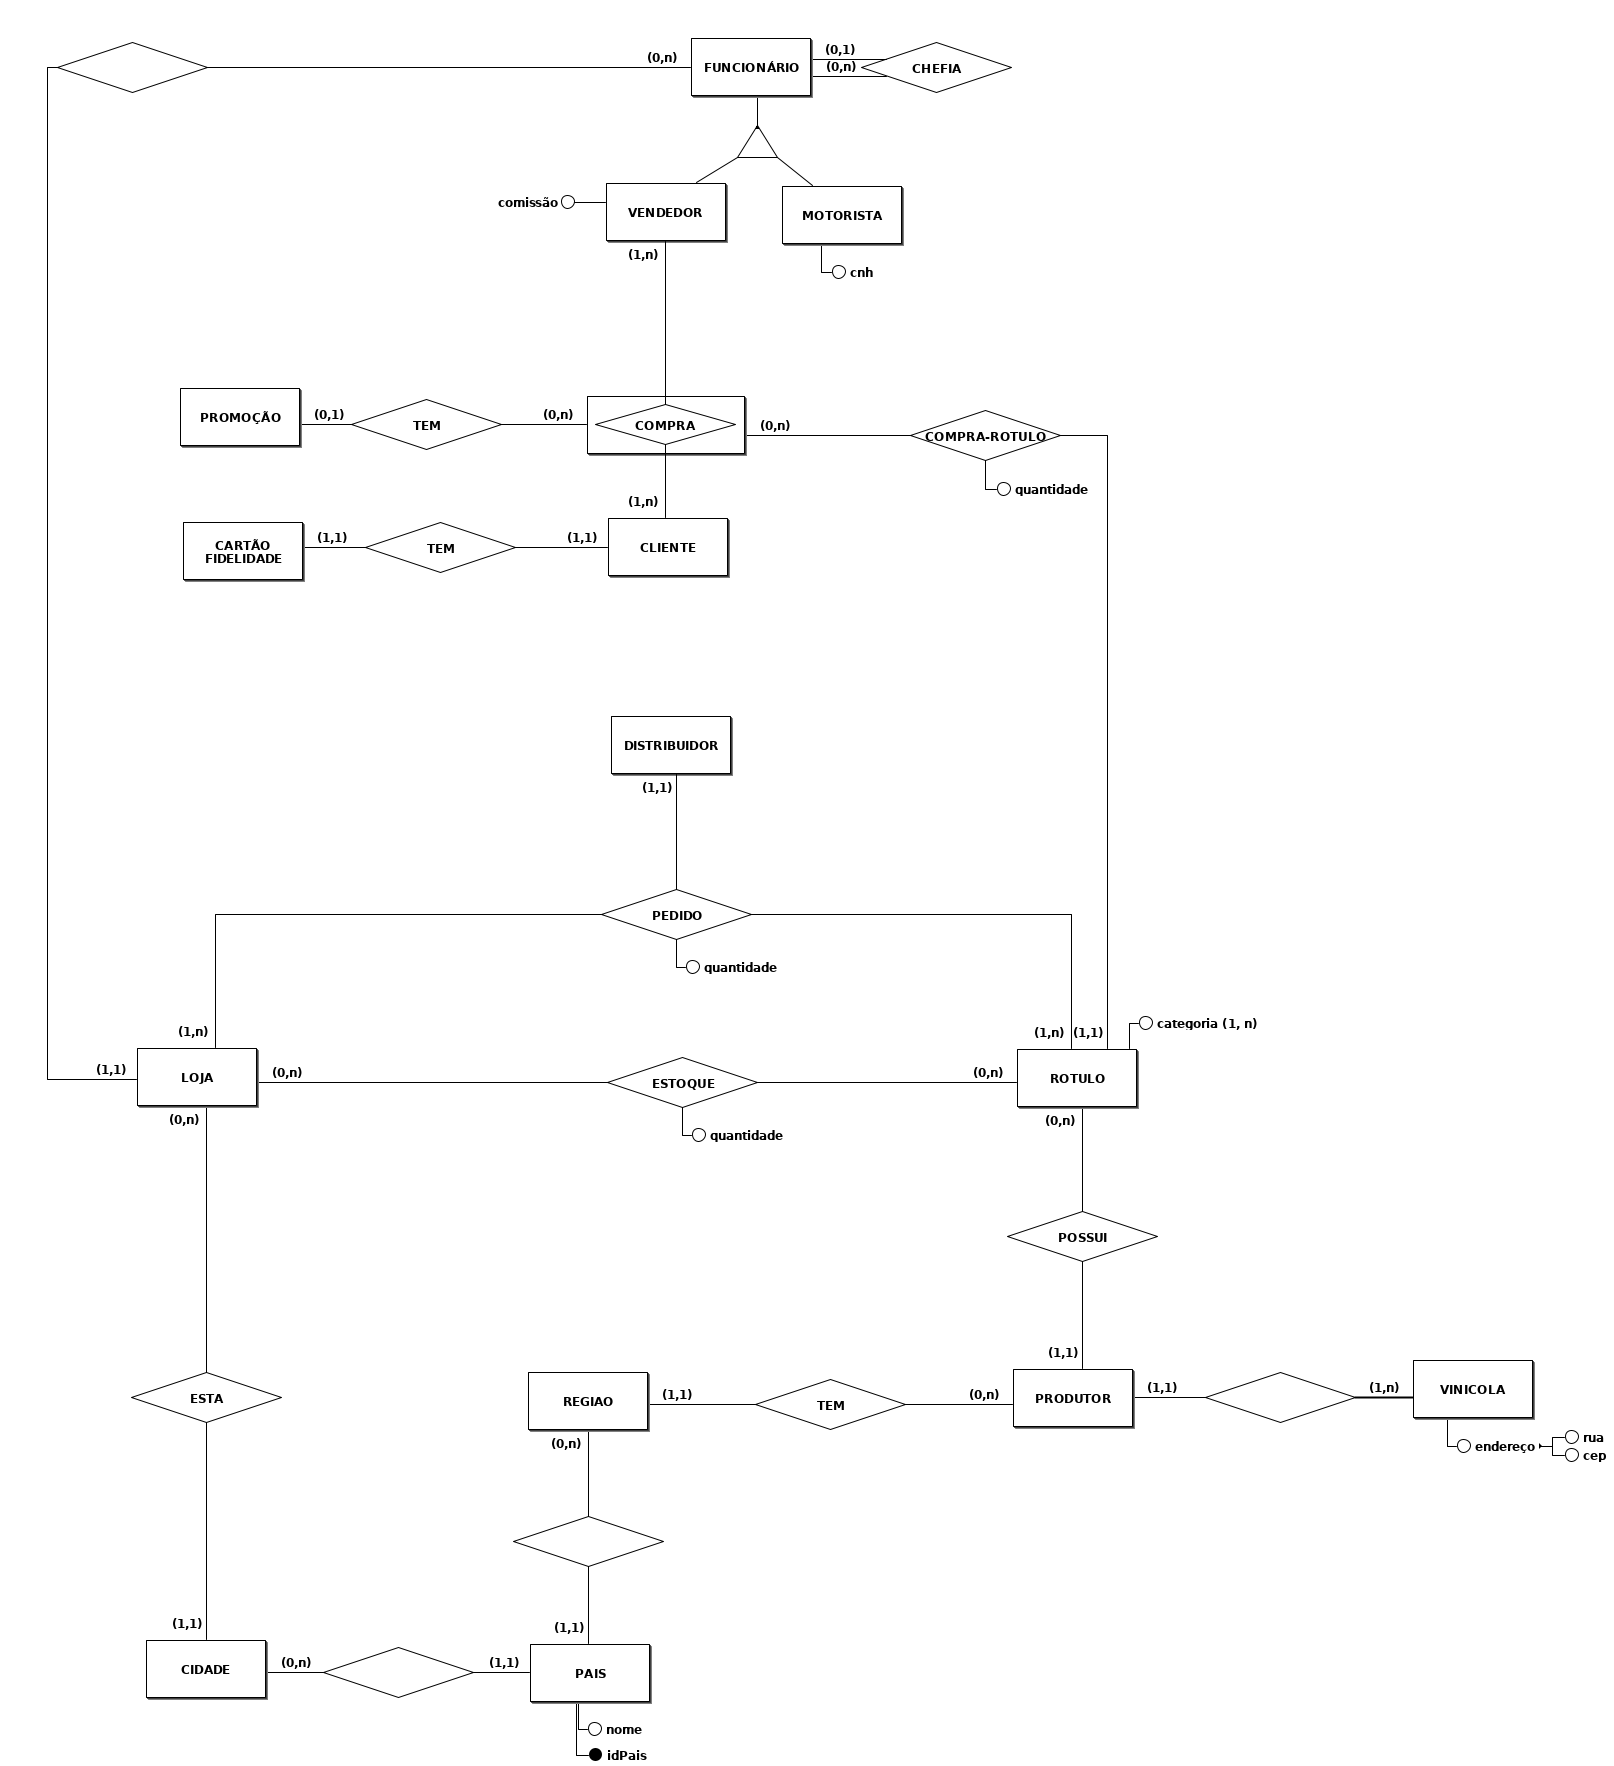 (0,n)
FUNCIONÁRIO
(0,1)
(0,n)
CHEFIA
comissão
VENDEDOR
MOTORISTA
(1,n)
cnh
PROMOÇÃO
(0,1)
TEM
(0,n)
COMPRA
(0,n)
COMPRA-ROTULO
quantidade
(1,n)
CARTÃO
FIDELIDADE
(1,1)
TEM
(1,1)
CLIENTE
DISTRIBUIDOR
(1,1)
PEDIDO
quantidade
(1,n)
(1,n)
(1,1)
categoria (1, n)
(1,1)
LOJA
(0,n)
ESTOQUE
(0,n)
ROTULO
(0,n)
quantidade
(0,n)
POSSUI
(1,1)
ESTA
REGIAO
(1,1)
TEM
(0,n)
PRODUTOR
(1,1)
(1,n)
VINICOLA
(0,n)
endereço
rua
cep
(1,1)
(1,1)
CIDADE
(0,n)
(1,1)
PAIS
nome
idPais